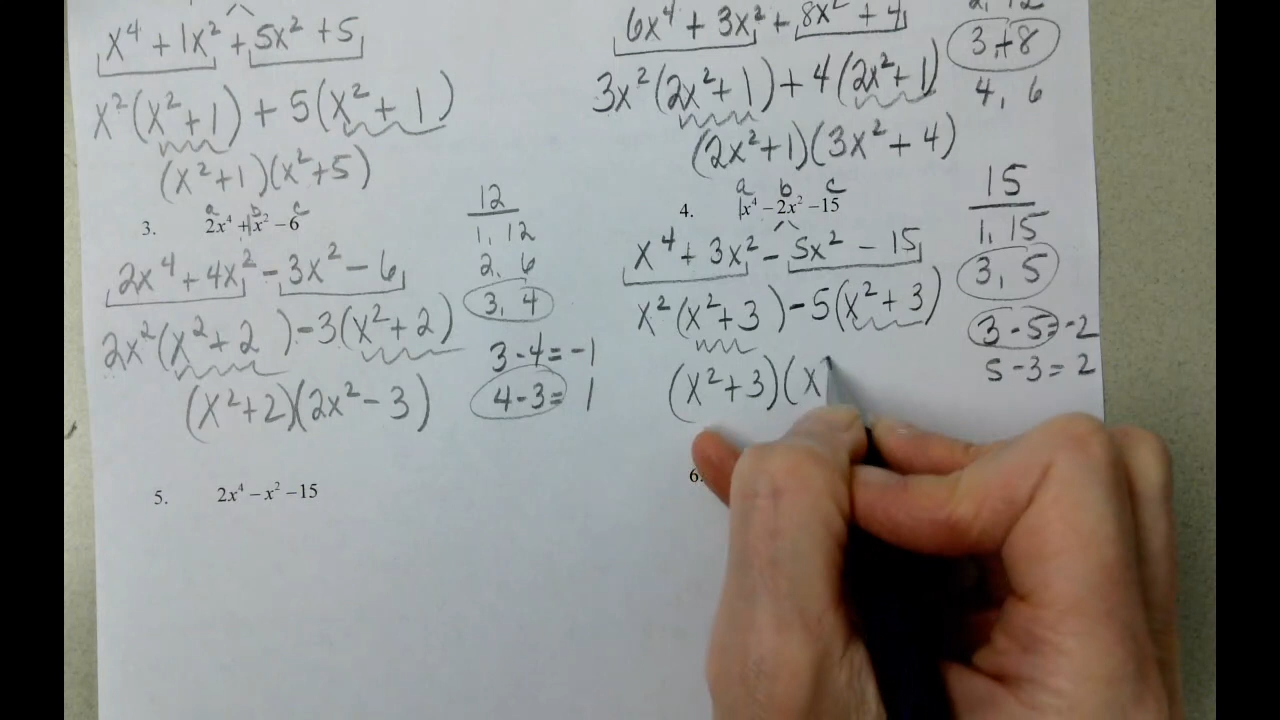 x⁴ + 1x² + 5x² + 5
x²(x² + 1) + 5(x² + 1)
(x² + 1)(x² + 5)
6x⁴ + 3x² + 8x² + 4
3x²(2x² + 1) + 4(2x² + 1)
(2x² + 1)(3x² + 4)
3 + 8
4, 6
a b c
3. 2x⁴ + 1x² − 6
2x⁴ + 4x² − 3x² − 6
2x²(x² + 2) − 3(x² + 2)
(x² + 2)(2x² − 3)
12
1, 12
2, 6
3, 4
3 − 4 = −1
4 − 3 = 1
a b c
4. 1x⁴ − 2x² − 15
x⁴ + 3x² − 5x² − 15
x²(x² + 3) − 5(x² + 3)
(x² + 3)(x
15
1, 15
3, 5
3 − 5 = −2
5 − 3 = 2
5. 2x⁴ − x² − 15
6.